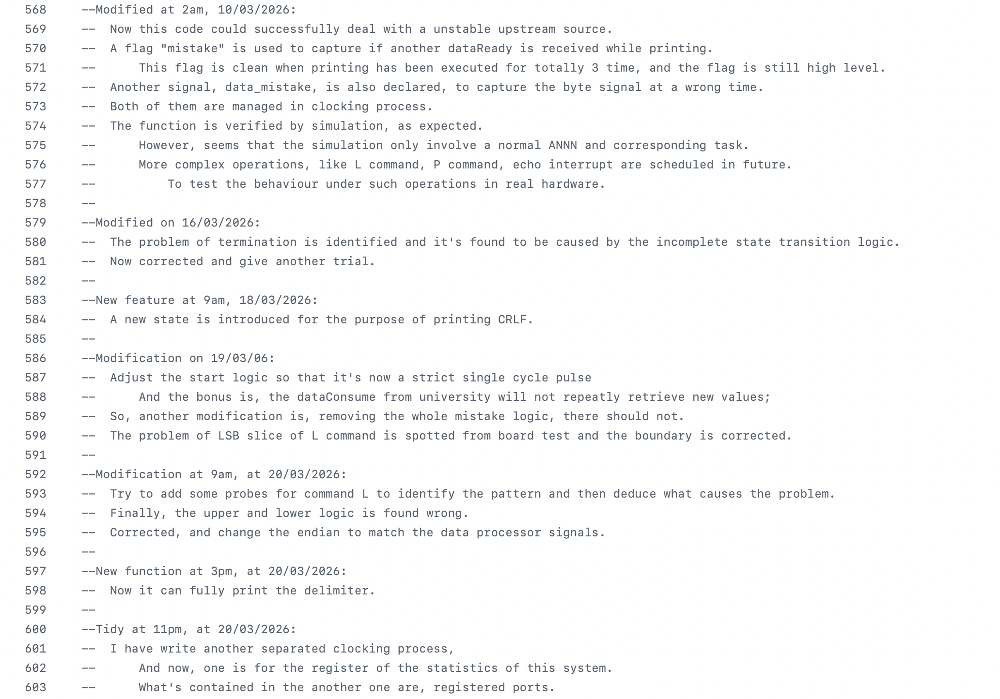 568 --Modified at 2am, 10/03/2026:
569 --  Now this code could successfully deal with a unstable upstream source.
570 --  A flag "mistake" is used to capture if another dataReady is received while printing.
571 --      This flag is clean when printing has been executed for totally 3 time, and the flag is still high level.
572 --  Another signal, data_mistake, is also declared, to capture the byte signal at a wrong time.
573 --  Both of them are managed in clocking process.
574 --  The function is verified by simulation, as expected.
575 --      However, seems that the simulation only involve a normal ANNN and corresponding task.
576 --      More complex operations, like L command, P command, echo interrupt are scheduled in future.
577 --          To test the behaviour under such operations in real hardware.
578 --
579 --Modified on 16/03/2026:
580 --  The problem of termination is identified and it's found to be caused by the incomplete state transition logic.
581 --  Now corrected and give another trial.
582 --
583 --New feature at 9am, 18/03/2026:
584 --  A new state is introduced for the purpose of printing CRLF.
585 --
586 --Modification on 19/03/06:
587 --  Adjust the start logic so that it's now a strict single cycle pulse
588 --      And the bonus is, the dataConsume from university will not repeatly retrieve new values;
589 --  So, another modification is, removing the whole mistake logic, there should not.
590 --  The problem of LSB slice of L command is spotted from board test and the boundary is corrected.
591 --
592 --Modification at 9am, at 20/03/2026:
593 --  Try to add some probes for command L to identify the pattern and then deduce what causes the problem.
594 --  Finally, the upper and lower logic is found wrong.
595 --  Corrected, and change the endian to match the data processor signals.
596 --
597 --New function at 3pm, at 20/03/2026:
598 --  Now it can fully print the delimiter.
599 --
600 --Tidy at 11pm, at 20/03/2026:
601 --  I have write another separated clocking process,
602 --      And now, one is for the register of the statistics of this system.
603 --      What's contained in the another one are, registered ports.